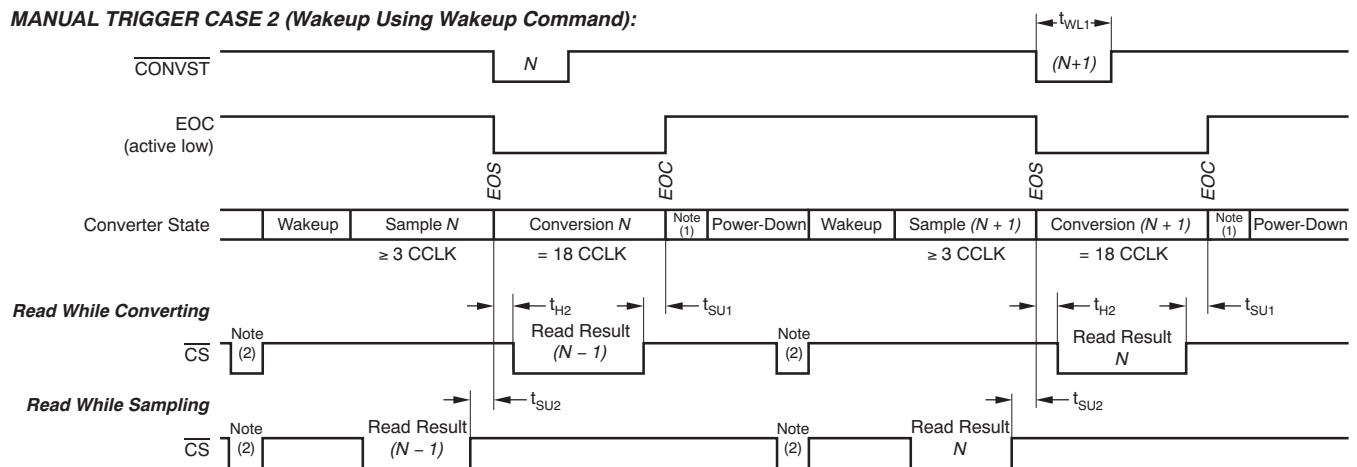 MANUAL TRIGGER CASE 2 (Wakeup Using Wakeup Command):
tWL1
CONVST N (N+1)
EOC
(active low)
EOS EOC EOS EOC
Converter State Wakeup Sample N Conversion N Note (1) Power-Down Wakeup Sample (N + 1) Conversion (N + 1) Note (1) Power-Down
≥ 3 CCLK = 18 CCLK ≥ 3 CCLK = 18 CCLK
Read While Converting tH2 tSU1 tH2 tSU1
CS Note (2) Read Result (N − 1) Note (2) Read Result N
Read While Sampling tSU2 tSU2
CS Note (2) Read Result (N − 1) Note (2) Read Result N